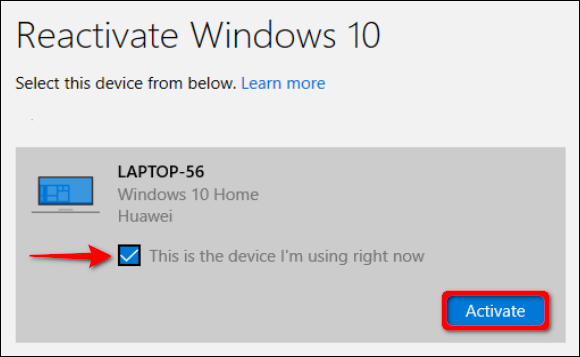 Reactivate Windows 10
Select this device from below. Learn more
LAPTOP-56
Windows 10 Home
Huawei
This is the device I'm using right now
Activate